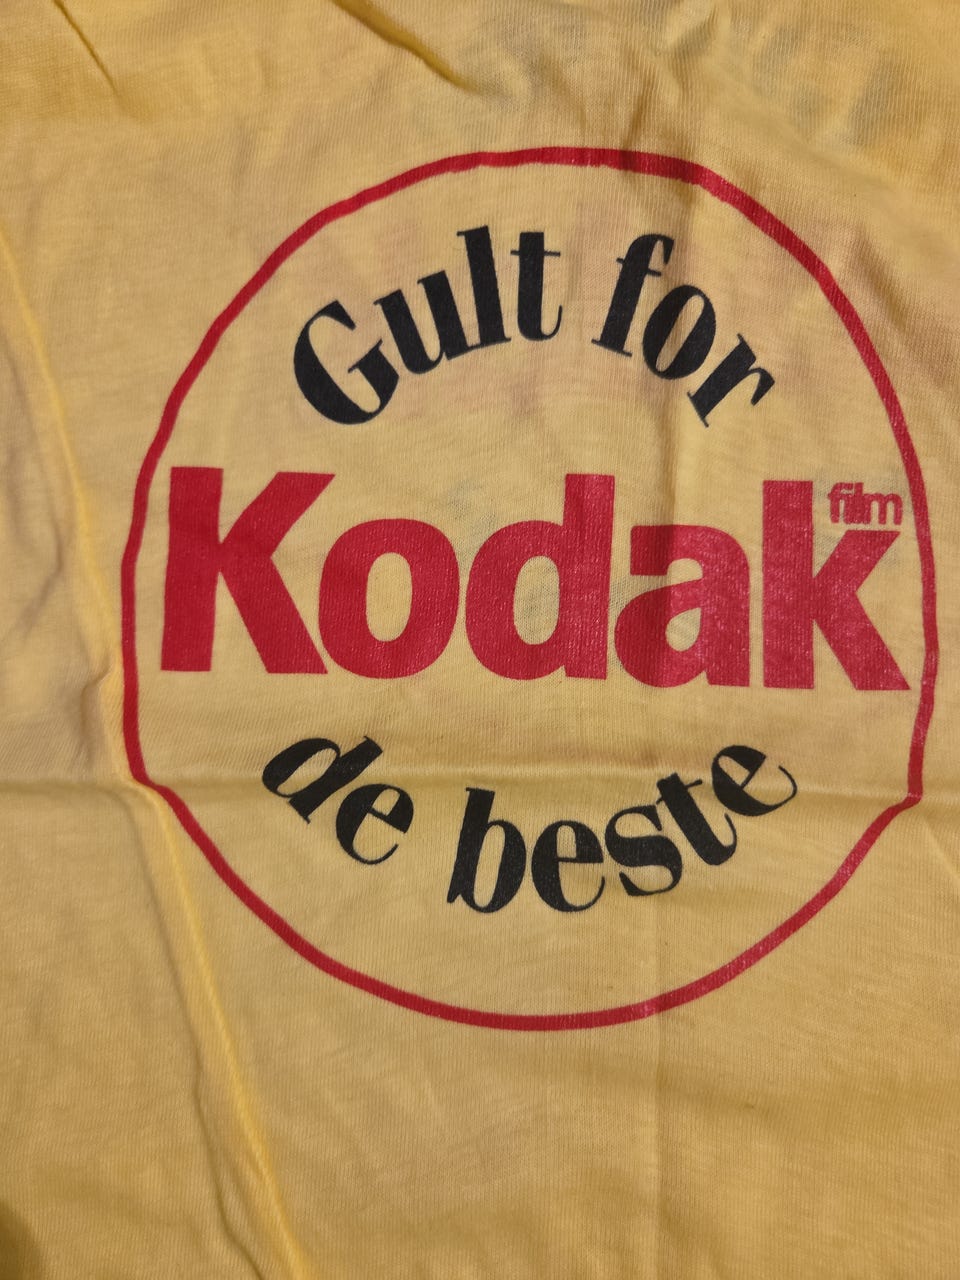 Gult for
Kodak film
de beste